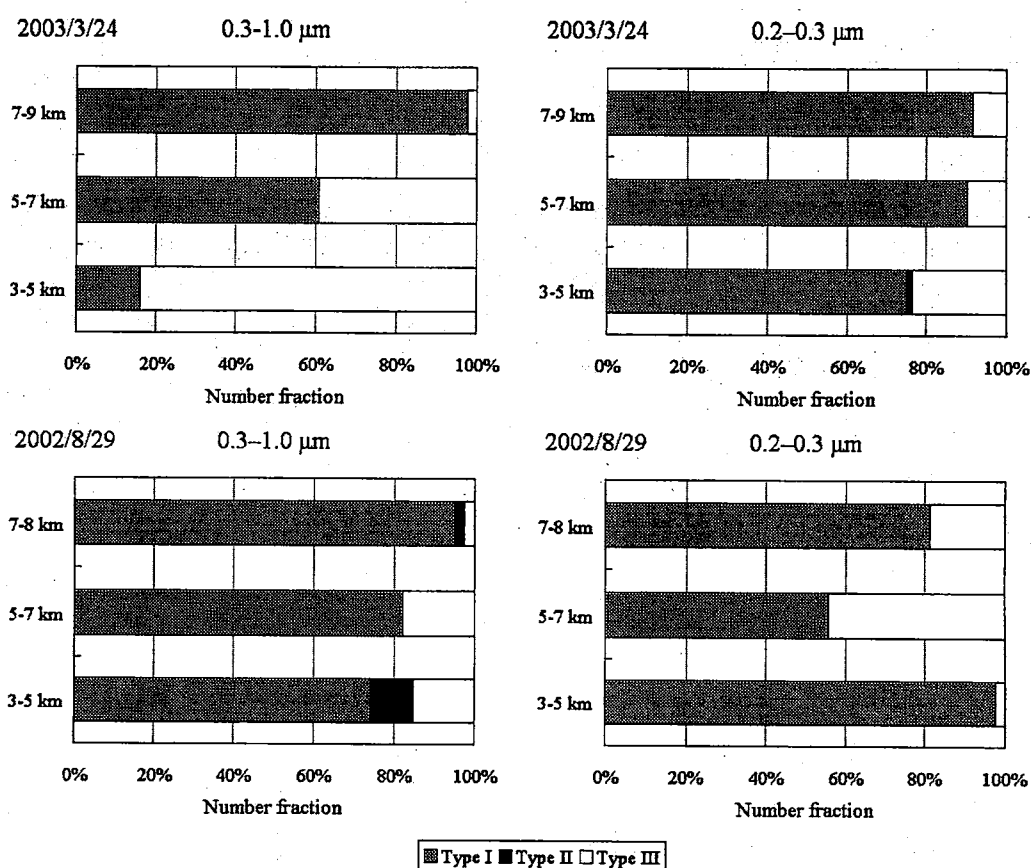 2003/3/24 0.3-1.0 μm
7-9 km
5-7 km
3-5 km
0% 20% 40% 60% 80% 100%
Number fraction
2003/3/24 0.2–0.3 μm
7-9 km
5-7 km
3-5 km
0% 20% 40% 60% 80% 100%
Number fraction
2002/8/29 0.3–1.0 μm
7-8 km
5-7 km
3-5 km
0% 20% 40% 60% 80% 100%
Number fraction
2002/8/29 0.2–0.3 μm
7-8 km
5-7 km
3-5 km
0% 20% 40% 60% 80% 100%
Number fraction
Type I Type II Type III